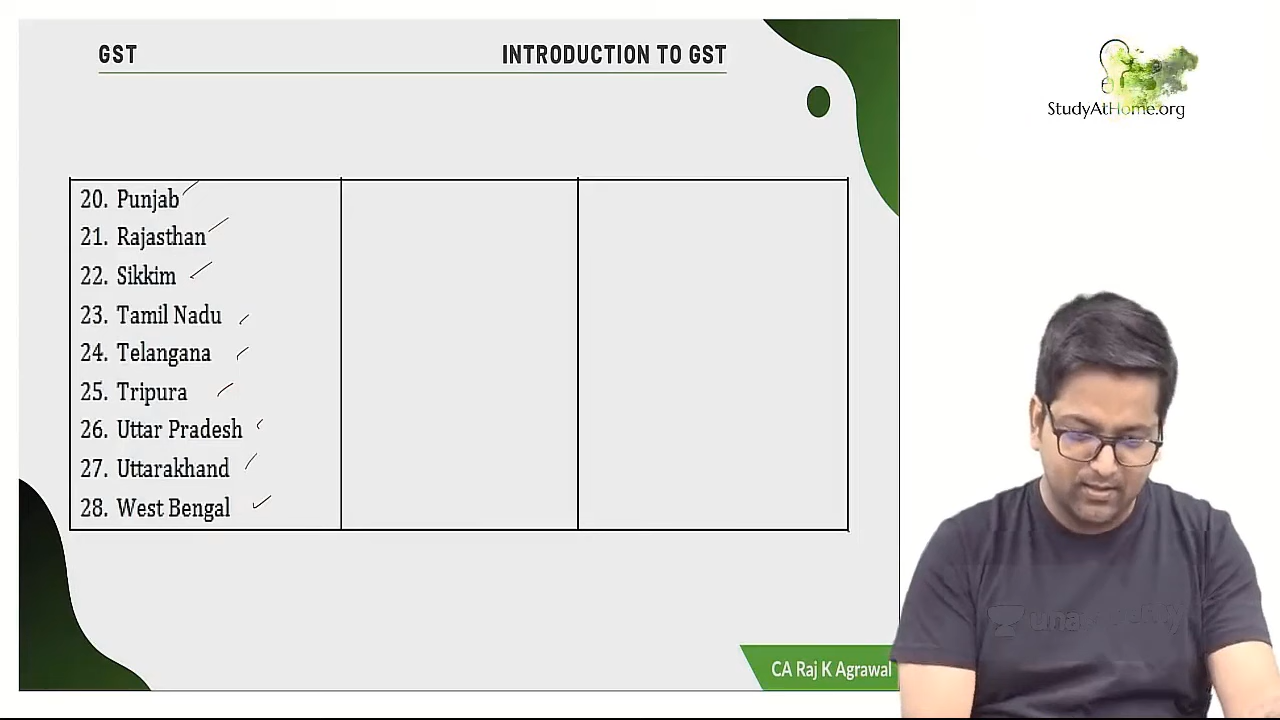 GST
INTRODUCTION TO GST
StudyAtHome.org
20. Punjab
21. Rajasthan
22. Sikkim
23. Tamil Nadu
24. Telangana
25. Tripura
26. Uttar Pradesh
27. Uttarakhand
28. West Bengal
CA Raj K Agrawal